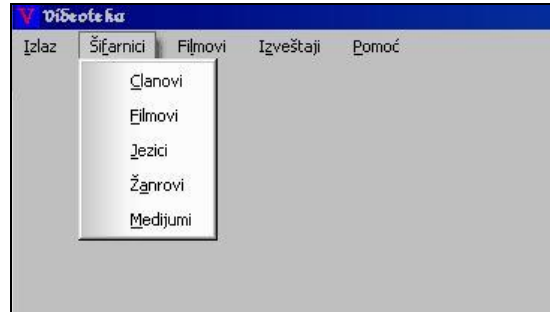 V Videoteka
Izlaz Šifarnici Filmovi Izveštaji Pomoć
Clanovi
Filmovi
Jezici
Žanrovi
Medijumi